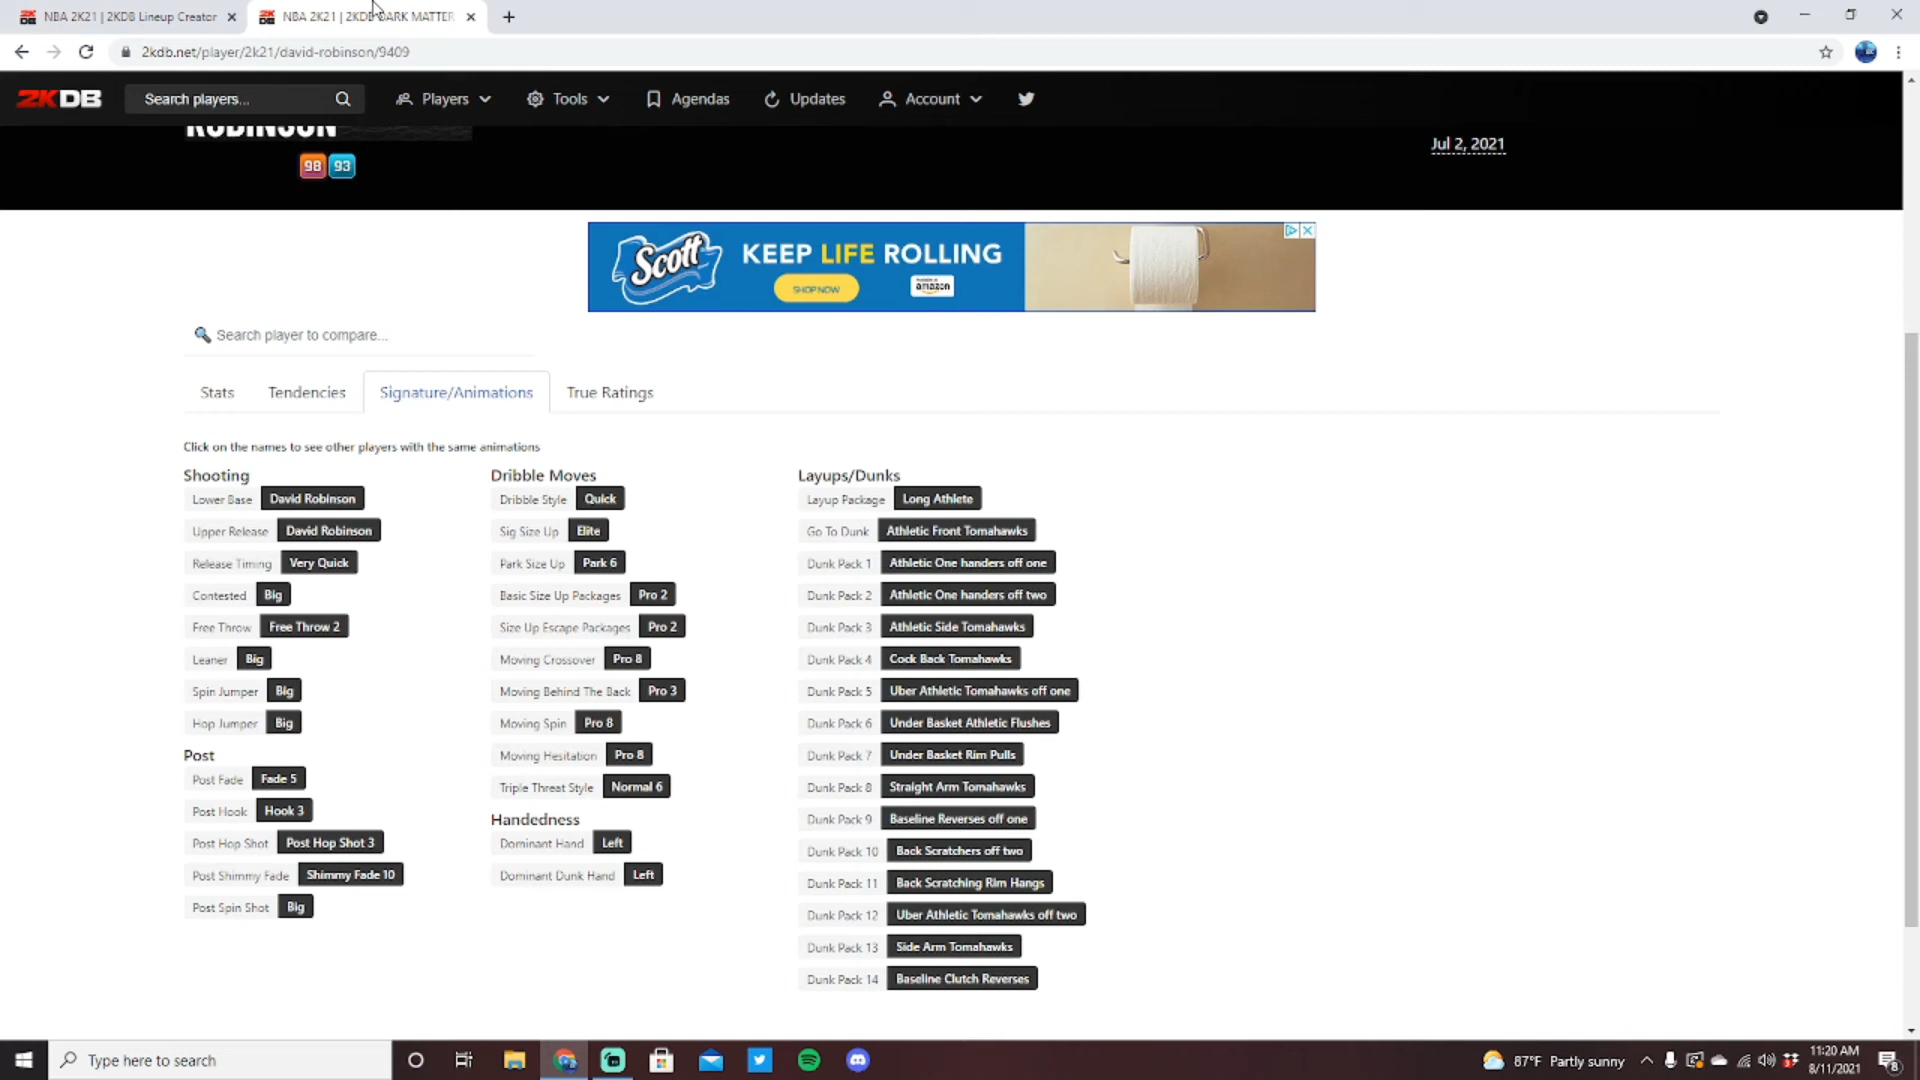 NBA 2K21 | 2KDB Lineup Creator
NBA 2K21 | 2KDB DARK MATTER
2kdb.net/player/2k21/david-robinson/9409
2KDB
Search players...
Players
Tools
Agendas
Updates
Account
ROBINSON
98 93
Jul 2, 2021
Scott
KEEP LIFE ROLLING
SHOP NOW
amazon
Search player to compare...
Stats
Tendencies
Signature/Animations
True Ratings
Click on the names to see other players with the same animations
Shooting
Lower Base David Robinson
Upper Release David Robinson
Release Timing Very Quick
Contested Big
Free Throw Free Throw 2
Leaner Big
Spin Jumper Big
Hop Jumper Big
Post
Post Fade Fade 5
Post Hook Hook 3
Post Hop Shot Post Hop Shot 3
Post Shimmy Fade Shimmy Fade 10
Post Spin Shot Big
Dribble Moves
Dribble Style Quick
Sig Size Up Elite
Park Size Up Park 6
Basic Size Up Packages Pro 2
Size Up Escape Packages Pro 2
Moving Crossover Pro 8
Moving Behind The Back Pro 3
Moving Spin Pro 8
Moving Hesitation Pro 8
Triple Threat Style Normal 6
Handedness
Dominant Hand Left
Dominant Dunk Hand Left
Layups/Dunks
Layup Package Long Athlete
Go To Dunk Athletic Front Tomahawks
Dunk Pack 1 Athletic One handers off one
Dunk Pack 2 Athletic One handers off two
Dunk Pack 3 Athletic Side Tomahawks
Dunk Pack 4 Cock Back Tomahawks
Dunk Pack 5 Uber Athletic Tomahawks off one
Dunk Pack 6 Under Basket Athletic Flushes
Dunk Pack 7 Under Basket Rim Pulls
Dunk Pack 8 Straight Arm Tomahawks
Dunk Pack 9 Baseline Reverses off one
Dunk Pack 10 Back Scratchers off two
Dunk Pack 11 Back Scratching Rim Hangs
Dunk Pack 12 Uber Athletic Tomahawks off two
Dunk Pack 13 Side Arm Tomahawks
Dunk Pack 14 Baseline Clutch Reverses
Type here to search
87°F Partly sunny
11:20 AM
8/11/2021
8